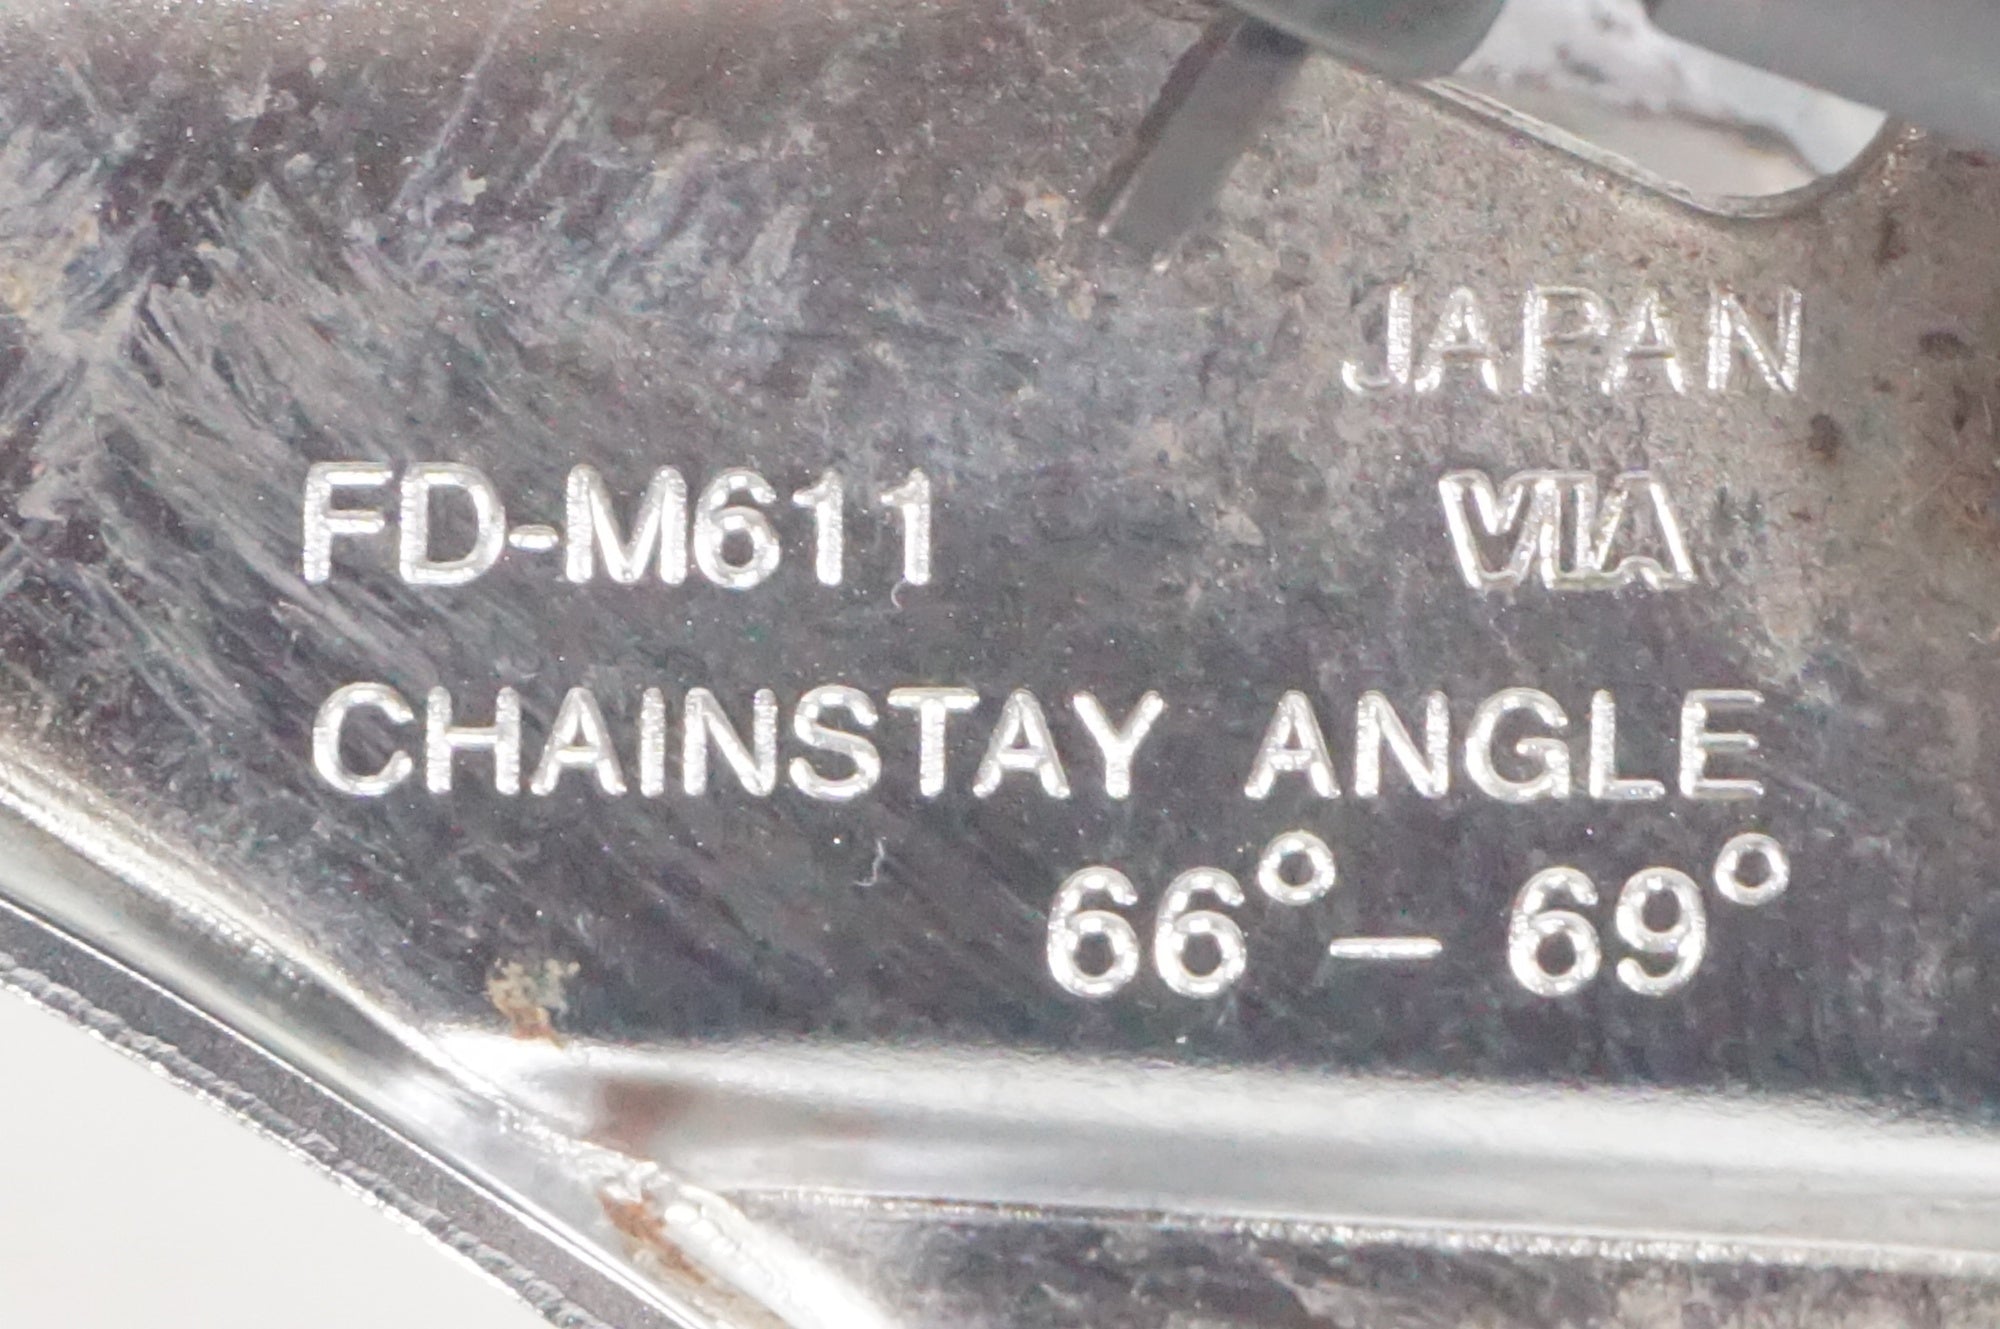 JAPAN
FD-M611 VIA
CHAINSTAY ANGLE
66°– 69°